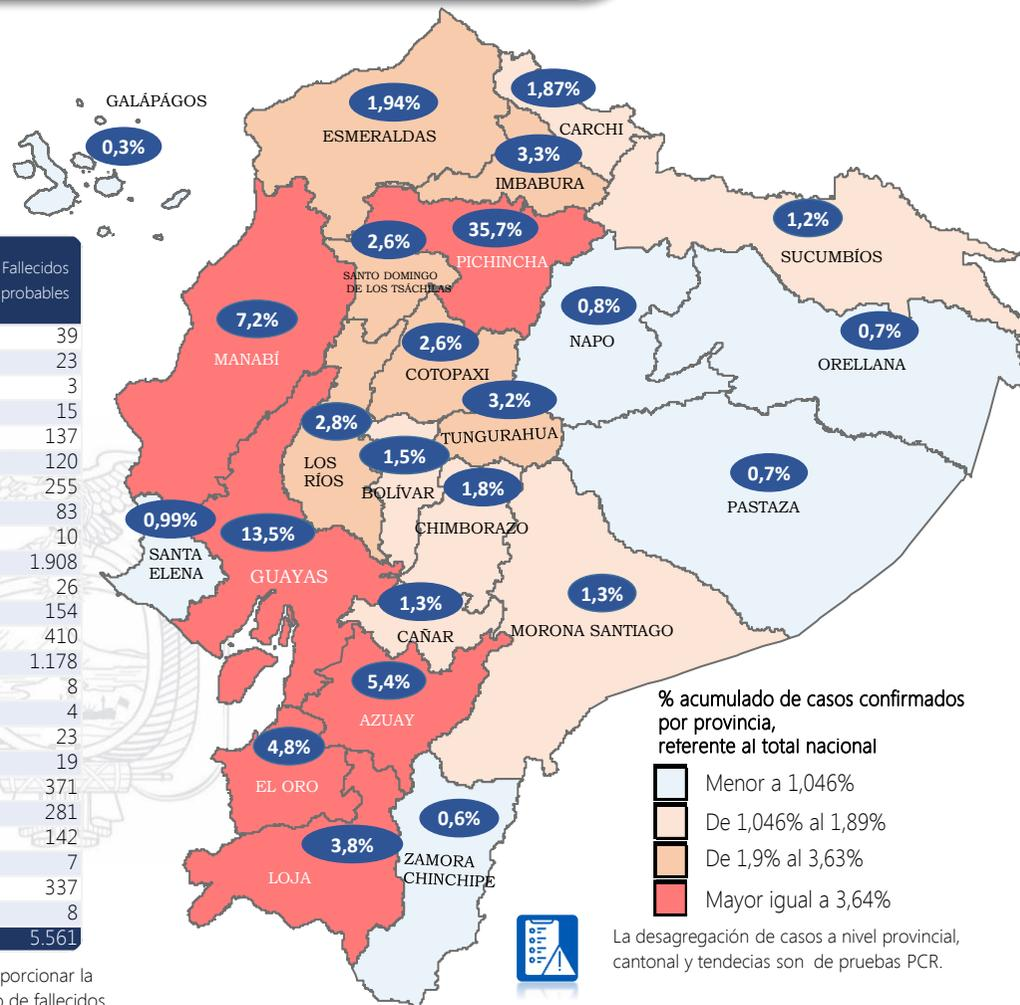 GALÁPÁGOS
0,3%
1,94%
ESMERALDAS
1,87%
CARCHI
3,3%
IMBABURA
1,2%
SUCUMBÍOS
2,6%
SANTO DOMINGO
DE LOS TSÁCHILAS
35,7%
PICHINCHA
0,8%
NAPO
0,7%
ORELLANA
7,2%
MANABÍ
2,6%
COTOPAXI
3,2%
TUNGURAHUA
2,8%
LOS
RÍOS
1,5%
BOLÍVAR
1,8%
CHIMBORAZO
0,7%
PASTAZA
0,99%
SANTA
ELENA
13,5%
GUAYAS
1,3%
CAÑAR
1,3%
MORONA SANTIAGO
5,4%
AZUAY
4,8%
EL ORO
3,8%
LOJA
0,6%
ZAMORA
CHINCHIPE
Fallecidos
probables
39
23
3
15
137
120
255
83
10
1.908
26
154
410
1.178
8
4
23
19
371
281
142
7
337
8
5.561
porcionar la
o de fallecidos
% acumulado de casos confirmados
por provincia,
referente al total nacional
Menor a 1,046%
De 1,046% al 1,89%
De 1,9% al 3,63%
Mayor igual a 3,64%
La desagregación de casos a nivel provincial,
cantonal y tendecias son de pruebas PCR.